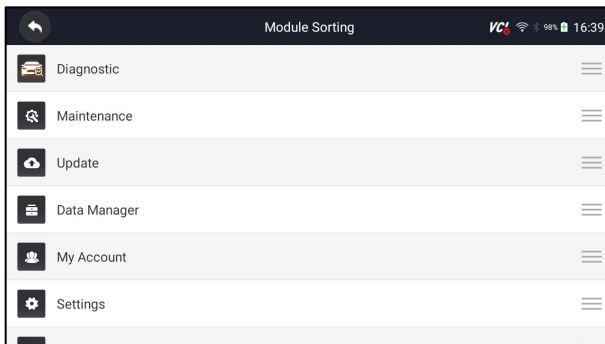 Module Sorting
VCI 98% 16:39
Diagnostic
Maintenance
Update
Data Manager
My Account
Settings